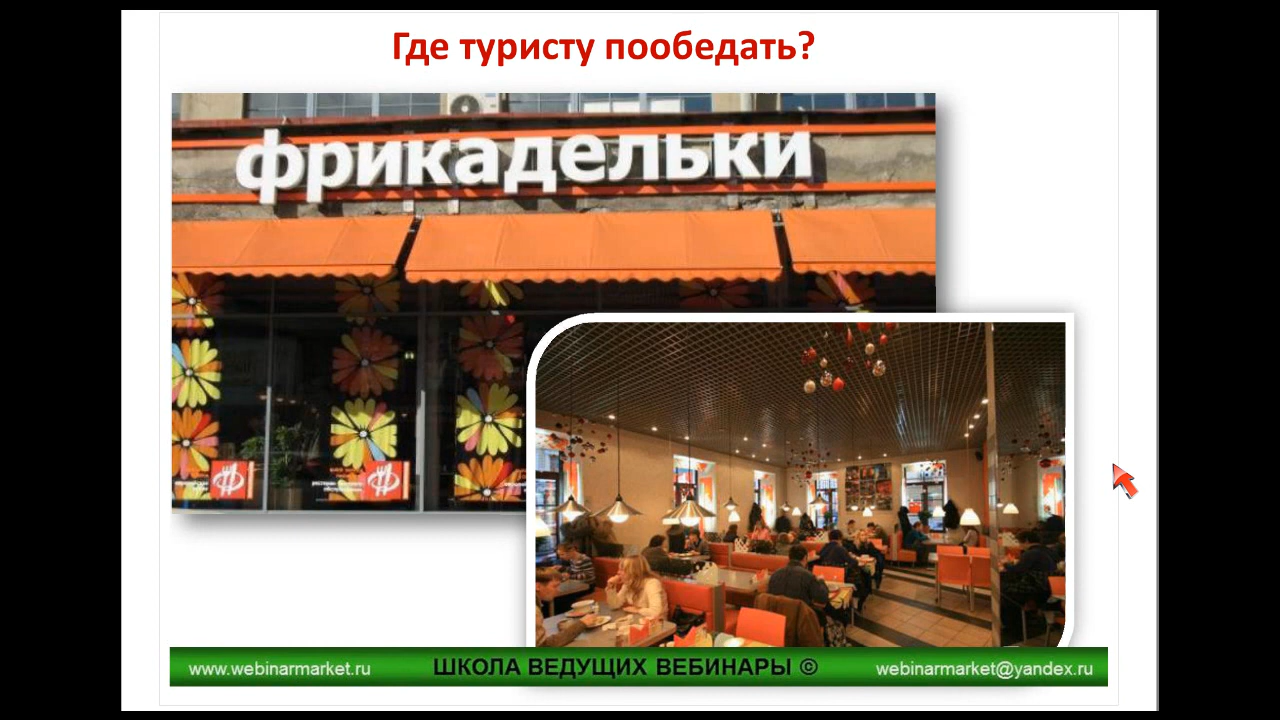 Где туристу пообедать?
фрикадельки
www.webinarmarket.ru ШКОЛА ВЕДУЩИХ ВЕБИНАРЫ © webinarmarket@yandex.ru